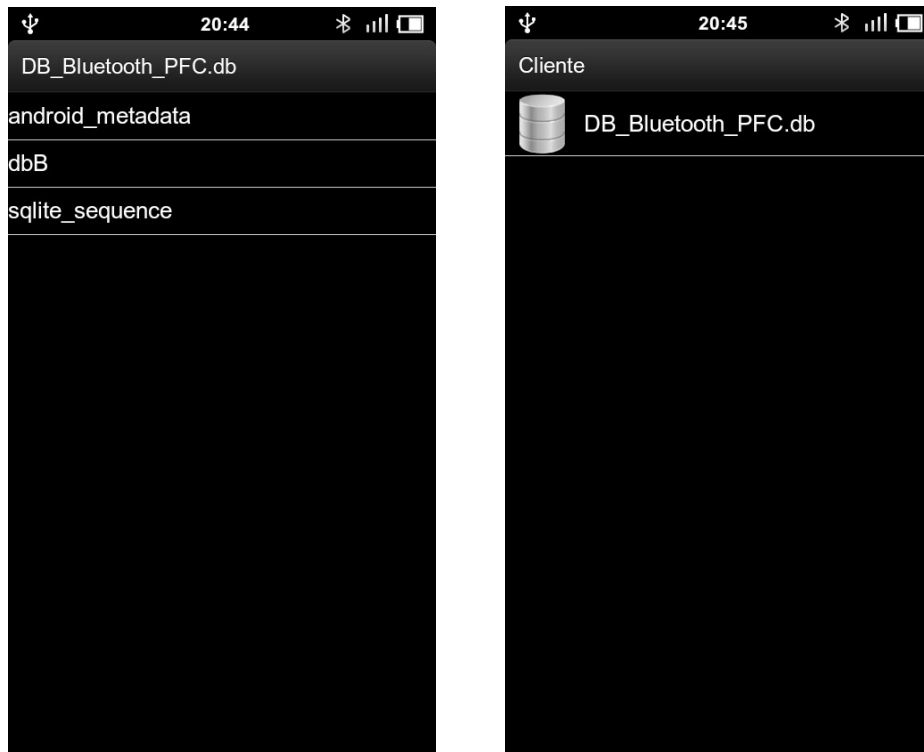 20:44
DB_Bluetooth_PFC.db
android_metadata
dbB
sqlite_sequence
20:45
Cliente
DB_Bluetooth_PFC.db